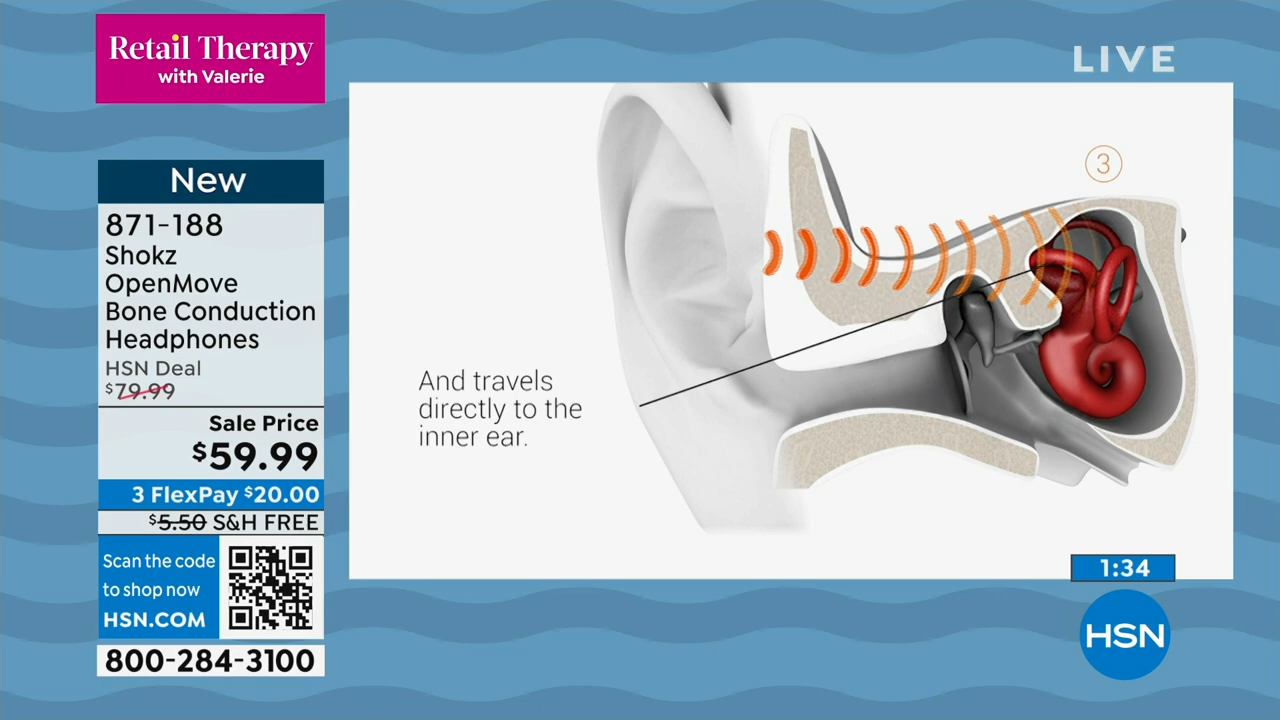 Retail Therapy
with Valerie
LIVE
New
871-188
Shokz
OpenMove
Bone Conduction
Headphones
HSN Deal
$79.99
Sale Price
$59.99
3 FlexPay $20.00
$5.50 S&H FREE
Scan the code
to shop now
HSN.COM
800-284-3100
3
And travels
directly to the
inner ear.
1:34
HSN